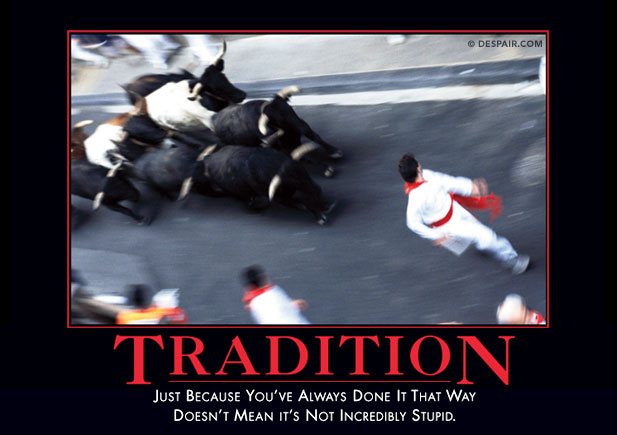 © DESPAIR.COM
TRADITION
JUST BECAUSE YOU'VE ALWAYS DONE IT THAT WAY
DOESN'T MEAN IT'S NOT INCREDIBLY STUPID.